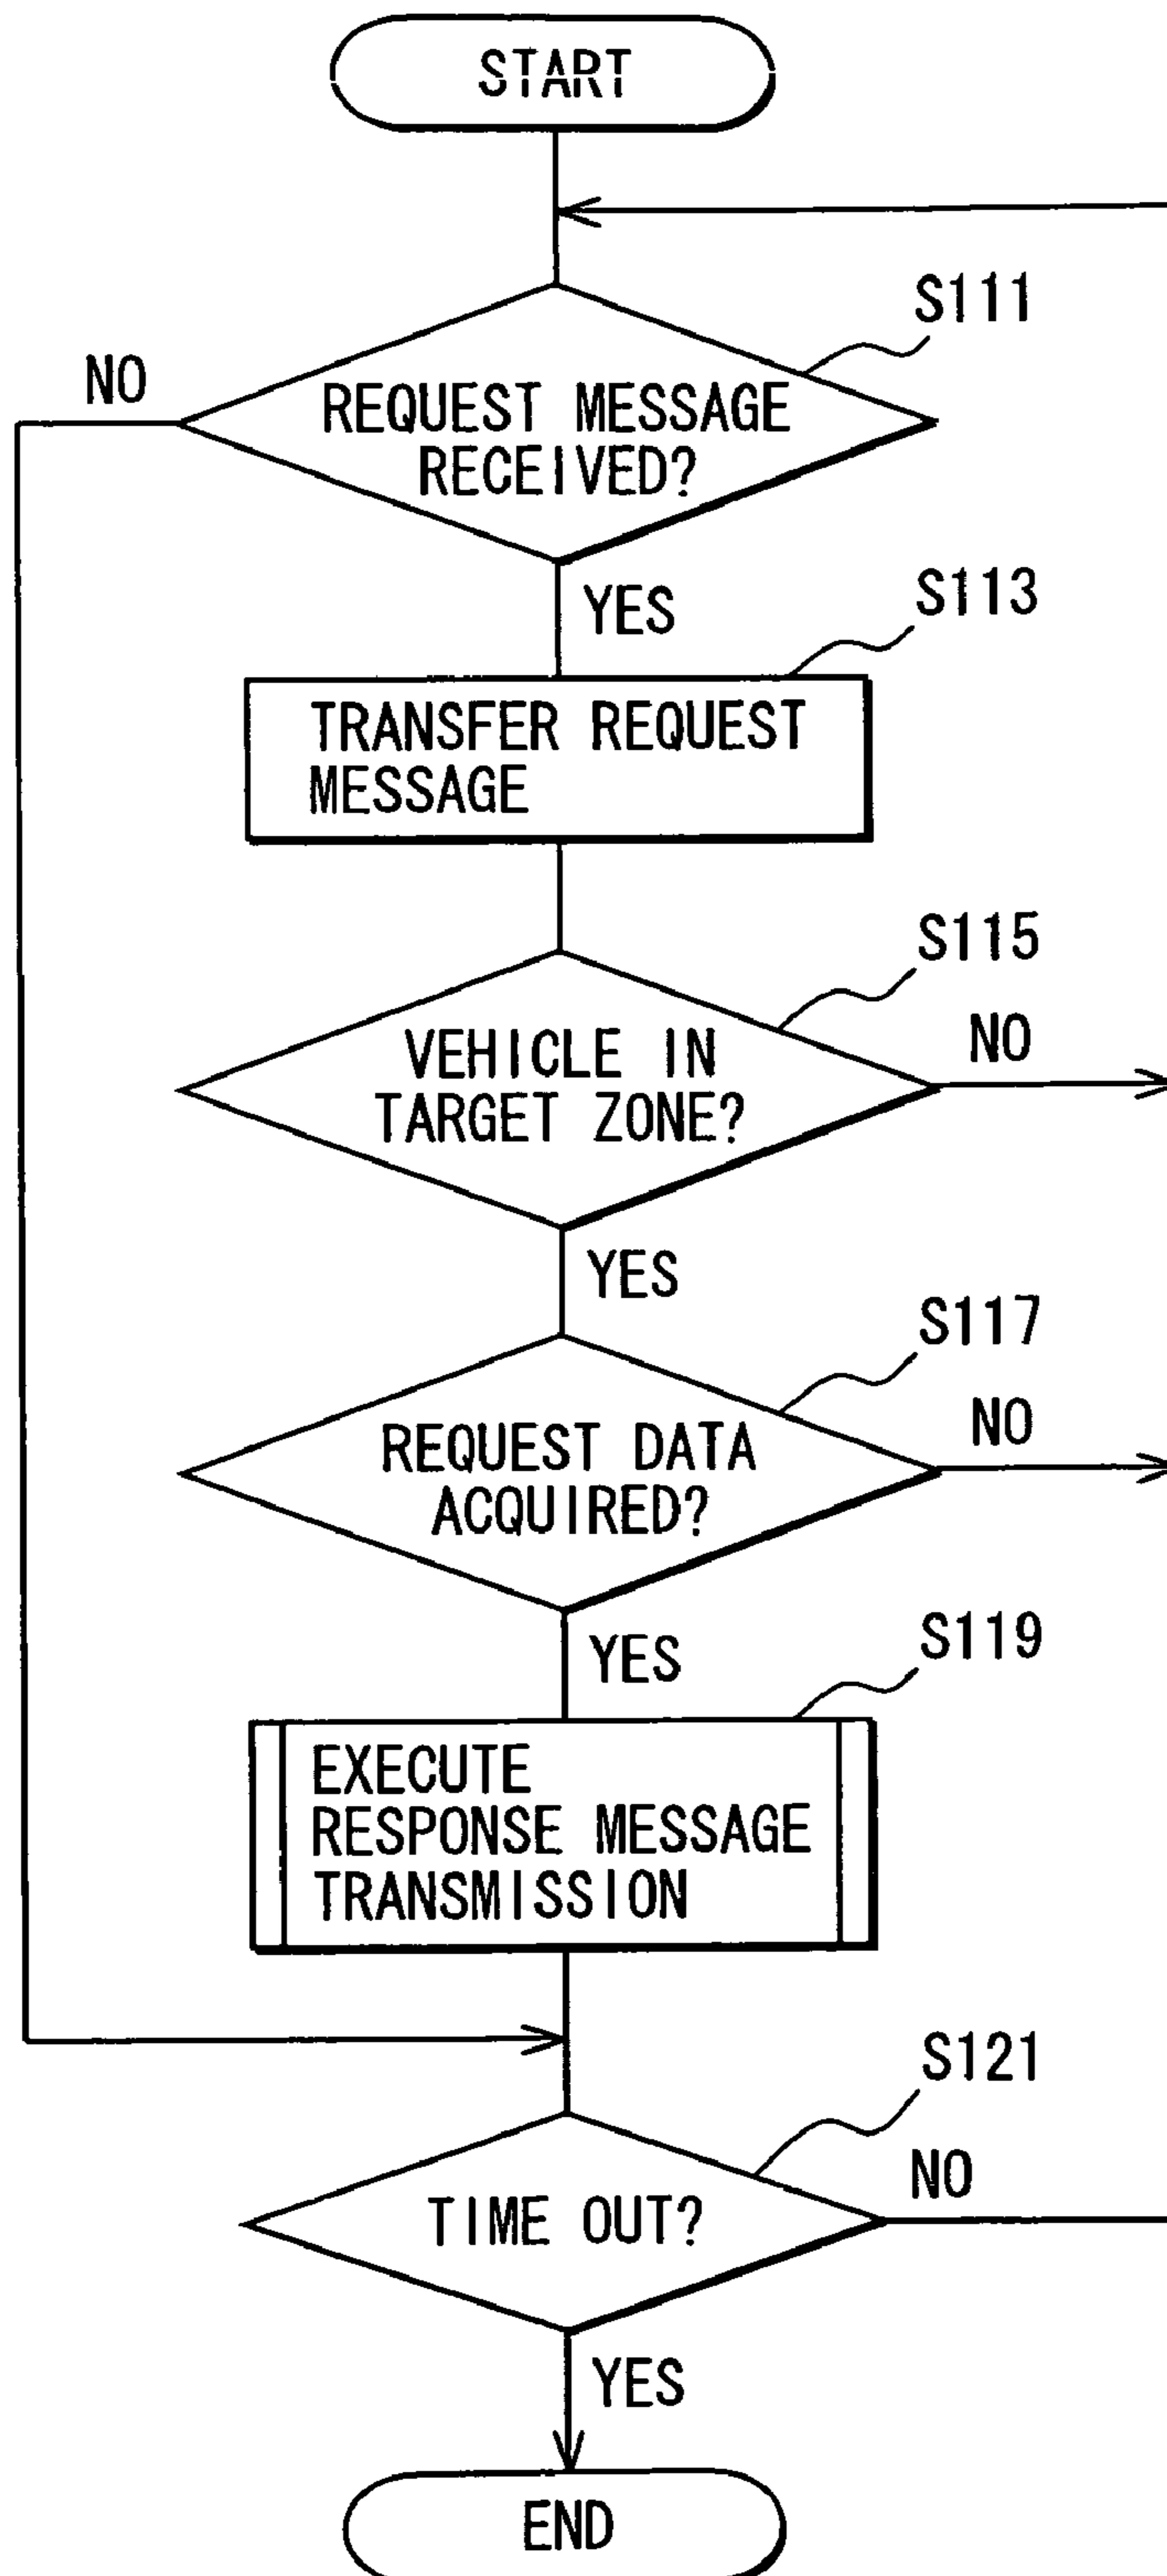 START
S111
NO
REQUEST MESSAGE
RECEIVED?
YES
S113
TRANSFER REQUEST
MESSAGE
S115
VEHICLE IN
TARGET ZONE?
NO
YES
S117
REQUEST DATA
ACQUIRED?
NO
YES
S119
EXECUTE
RESPONSE MESSAGE
TRANSMISSION
S121
TIME OUT?
NO
YES
END